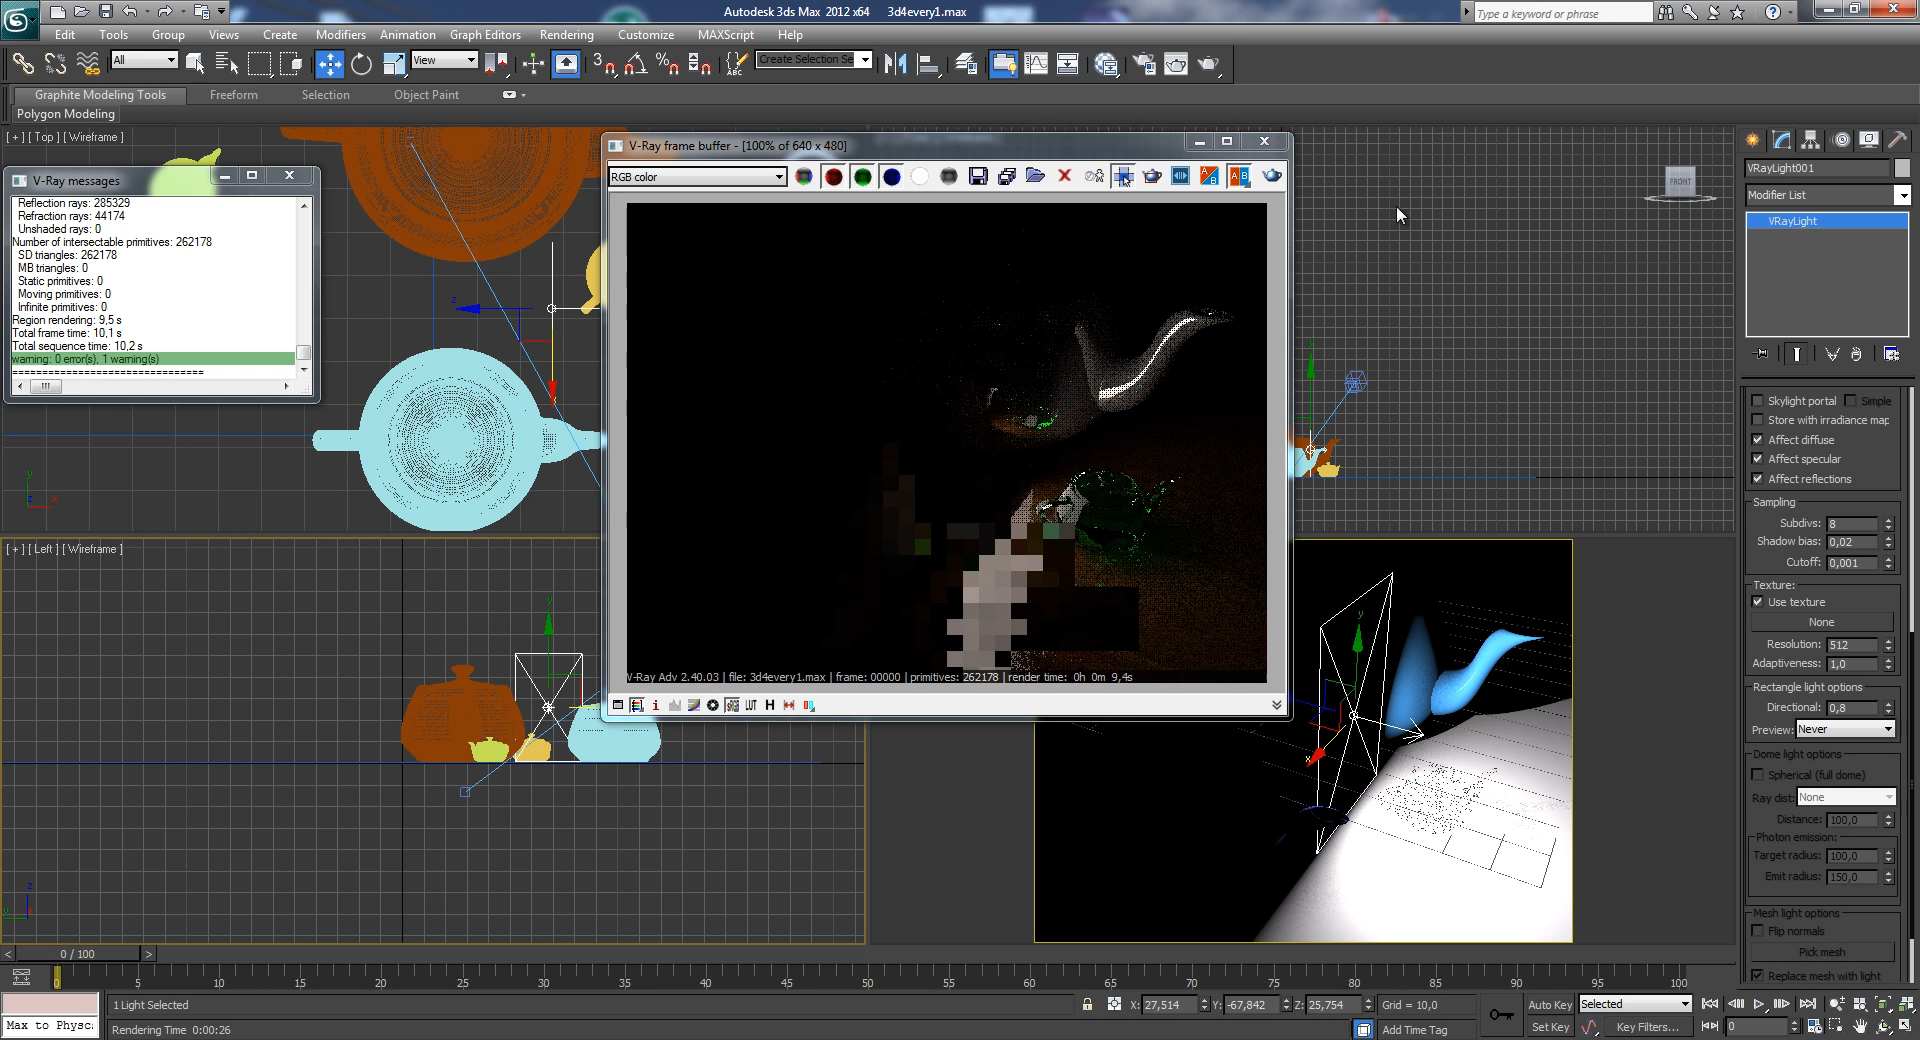 Autodesk 3ds Max 2012 x64 3d4every1.max
Type a keyword or phrase
Edit Tools Group Views Create Modifiers Animation Graph Editors Rendering Customize MAXScript Help
All
View
Create Selection Se
ABC
Graphite Modeling Tools Freeform Selection Object Paint
Polygon Modeling
[ + ] [ Top ] [ Wireframe ]
V-Ray messages
Reflection rays: 285329
Refraction rays: 44174
Unshaded rays: 0
Number of intersectable primitives: 262178
SD triangles: 262178
MB triangles: 0
Static primitives: 0
Moving primitives: 0
Infinite primitives: 0
Region rendering: 9,5 s
Total frame time: 10,1 s
Total sequence time: 10,2 s
warning: 0 error(s), 1 warning(s)
================================
V-Ray frame buffer - [100% of 640 x 480]
RGB color
V-Ray Adv 2.40.03 | file: 3d4every1.max | frame: 00000 | primitives: 262178 | render time: 0h 0m 9,4s
LUT H
FRONT
[ + ] [ Left ] [ Wireframe ]
VRayLight001
Modifier List
VRayLight
Skylight portal Simple
Store with irradiance map
Affect diffuse
Affect specular
Affect reflections
Sampling
Subdivs: 8
Shadow bias: 0,02
Cutoff: 0,001
Texture:
Use texture
None
Resolution: 512
Adaptiveness: 1,0
Rectangle light options
Directional: 0,8
Preview: Never
Dome light options
Spherical (full dome)
Ray dist: None
Distance: 100,0
Photon emission:
Target radius: 100,0
Emit radius: 150,0
Mesh light options
Flip normals
Pick mesh
Replace mesh with light
< 0 / 100 >
0 5 10 15 20 25 30 35 40 45 50 55 60 65 70 75 80 85 90 95 100
1 Light Selected
X: 27,514 Y: -67,842 Z: 25,754 Grid = 10,0
Auto Key Selected
Max to Physc:
Rendering Time 0:00:26
Add Time Tag
Set Key Key Filters... 0